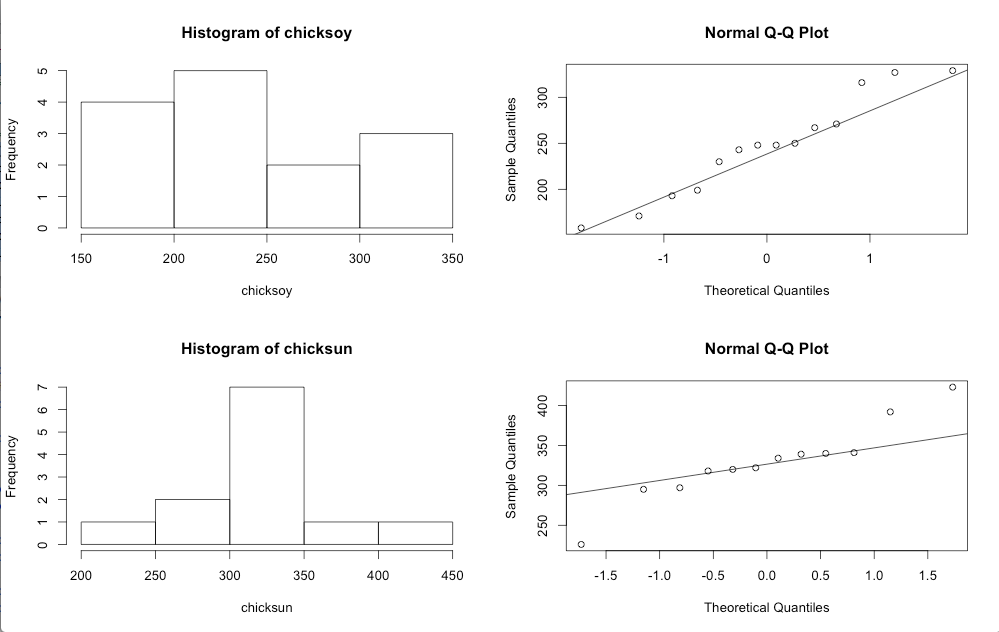 Histogram of chicksoy
Frequency
0 1 2 3 4 5
150 200 250 300 350
chicksoy
Normal Q-Q Plot
Sample Quantiles
200 250 300
-1 0 1
Theoretical Quantiles
Histogram of chicksun
Frequency
0 1 2 3 4 5 6 7
200 250 300 350 400 450
chicksun
Normal Q-Q Plot
Sample Quantiles
250 300 350 400
-1.5 -1.0 -0.5 0.0 0.5 1.0 1.5
Theoretical Quantiles